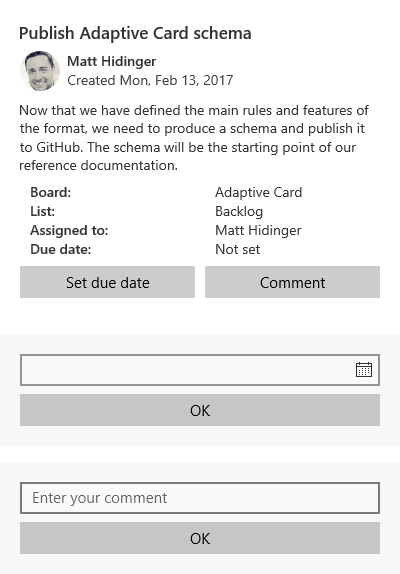 Publish Adaptive Card schema
Matt Hidinger
Created Mon, Feb 13, 2017
Now that we have defined the main rules and features of
the format, we need to produce a schema and publish it
to GitHub. The schema will be the starting point of our
reference documentation.
Board: Adaptive Card
List: Backlog
Assigned to: Matt Hidinger
Due date: Not set
Set due date Comment
OK
Enter your comment
OK